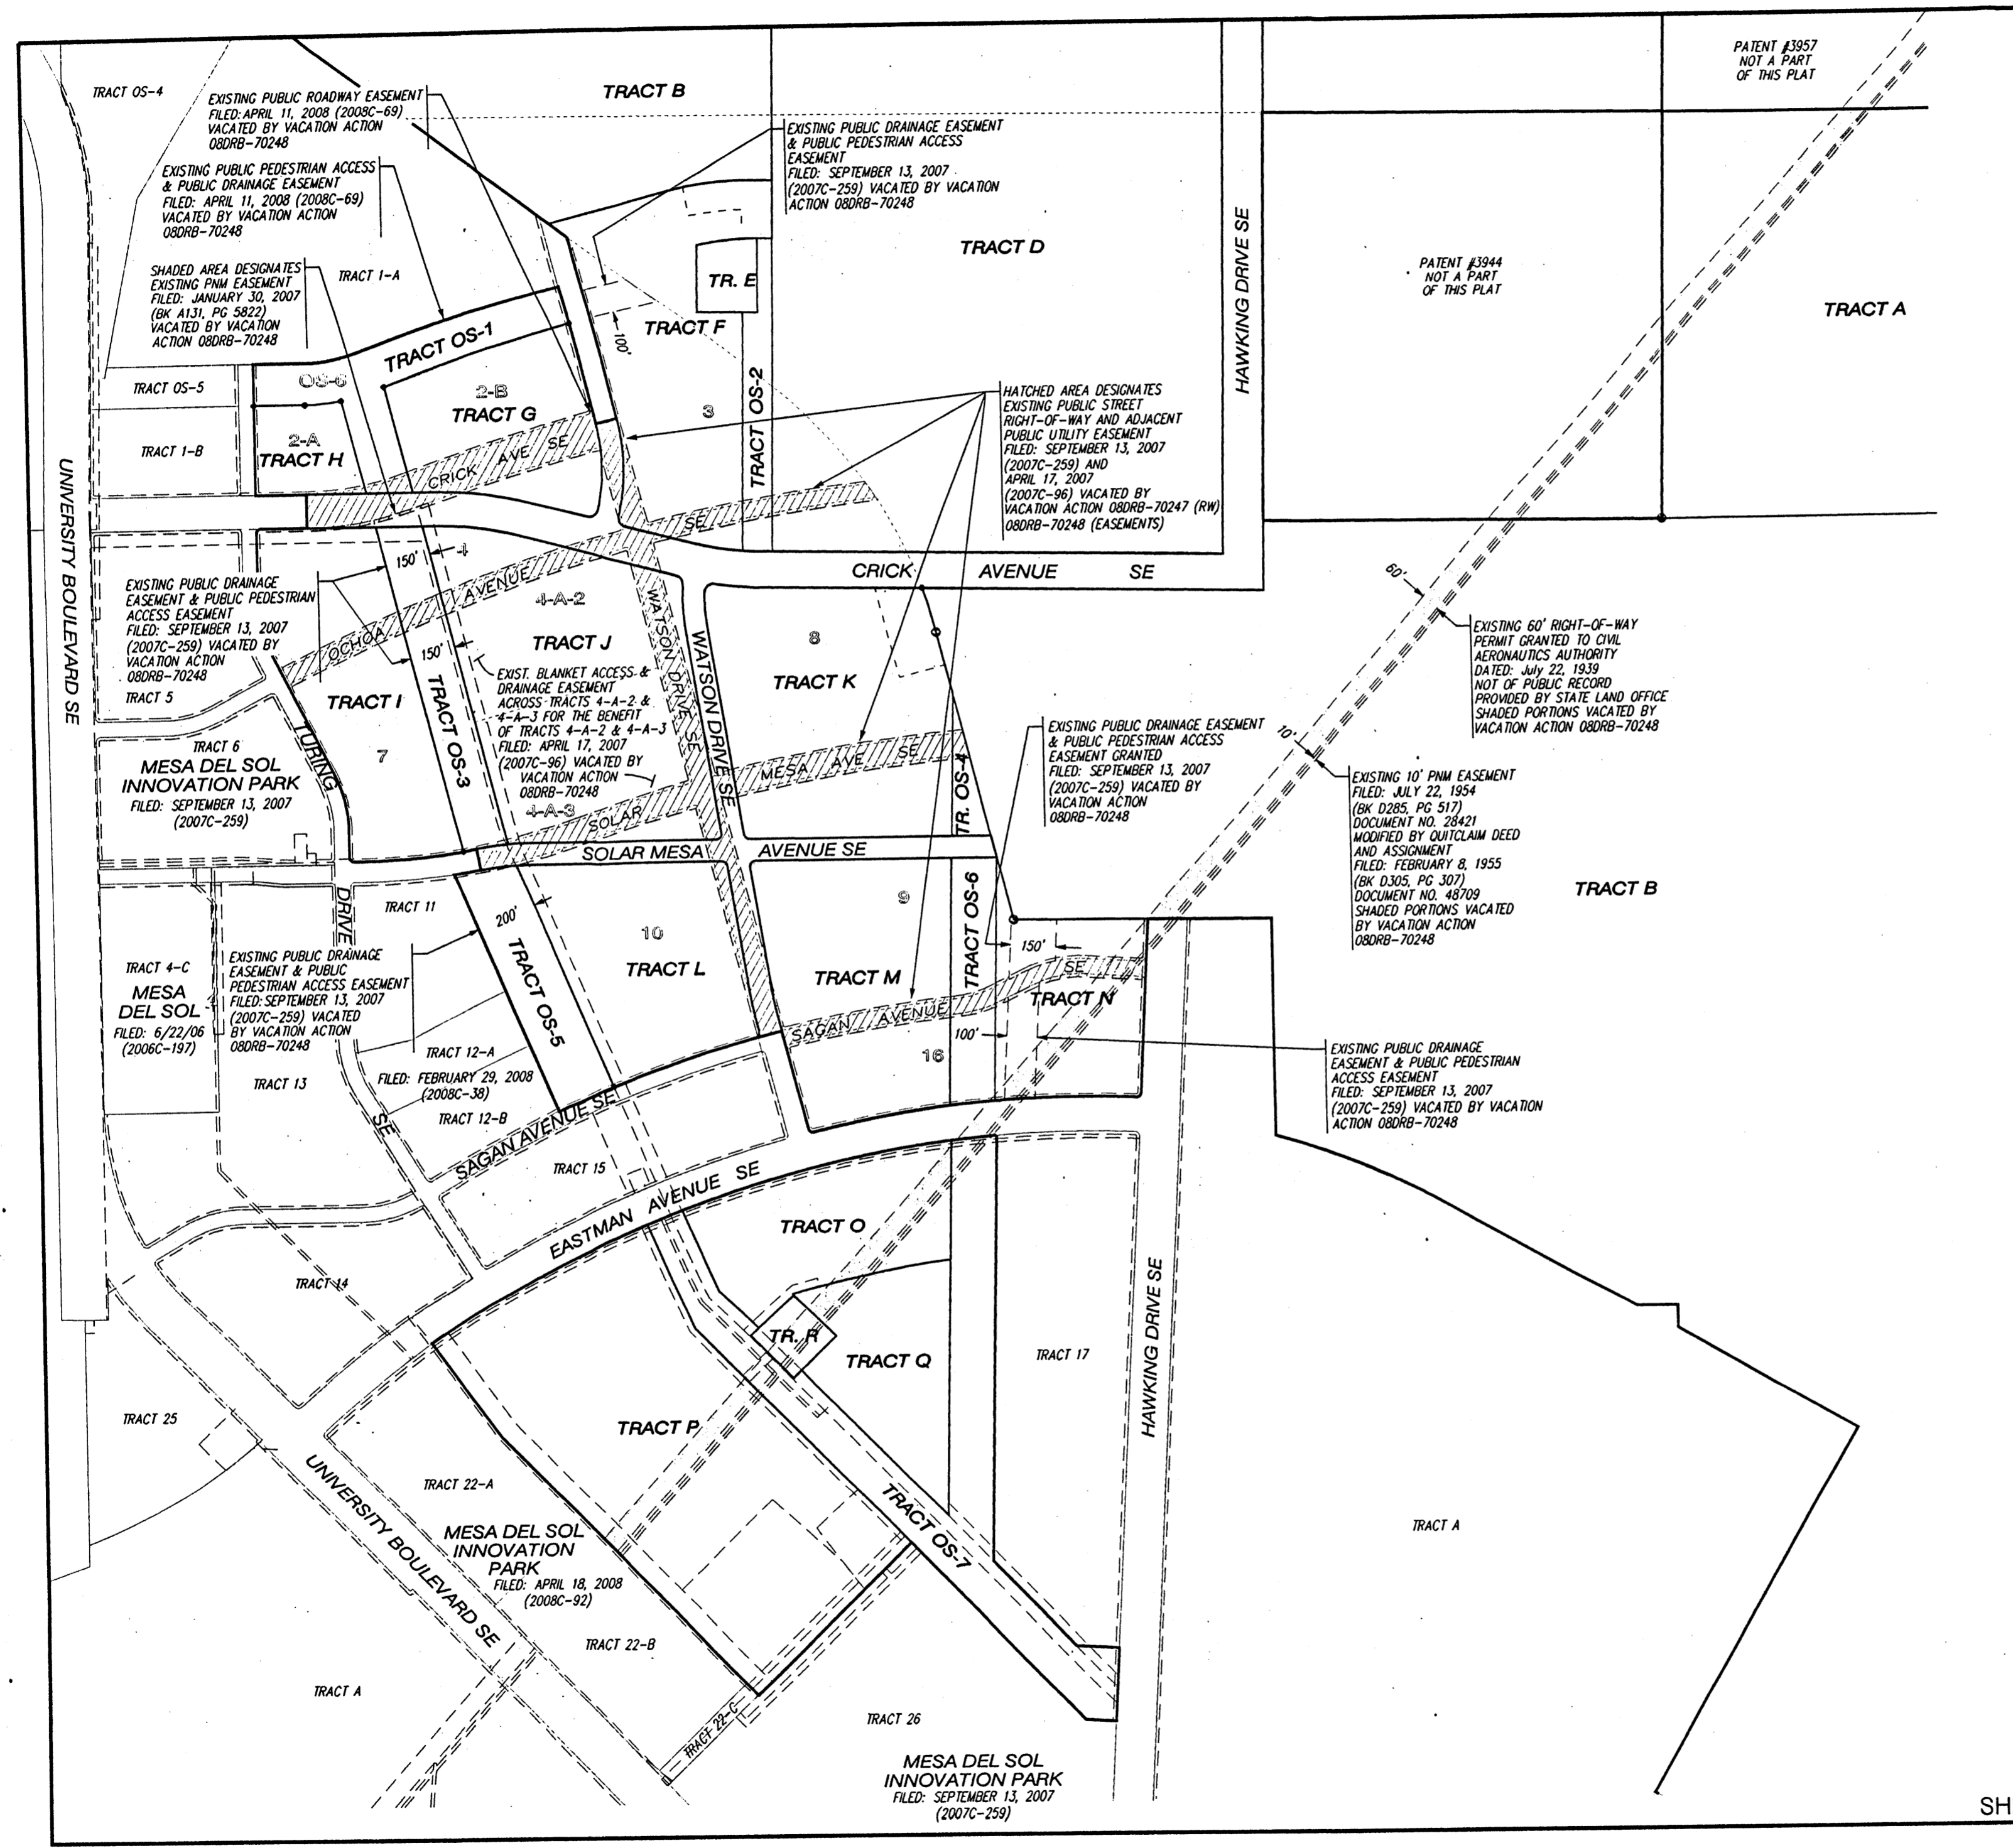 TRACT OS-4
EXISTING PUBLIC ROADWAY EASEMENT
FILED: APRIL 11, 2008 (2008C-69)
VACATED BY VACATION ACTION
08DRB-70248
TRACT B
PATENT #3957
NOT A PART
OF THIS PLAT
EXISTING PUBLIC PEDESTRIAN ACCESS
& PUBLIC DRAINAGE EASEMENT
FILED: APRIL 11, 2008 (2008C-69)
VACATED BY VACATION ACTION
08DRB-70248
EXISTING PUBLIC DRAINAGE EASEMENT
& PUBLIC PEDESTRIAN ACCESS
EASEMENT
FILED: SEPTEMBER 13, 2007
(2007C-259) VACATED BY VACATION
ACTION 08DRB-70248
SHADED AREA DESIGNATES
EXISTING PNM EASEMENT
FILED: JANUARY 30, 2007
(BK A131, PG 5822)
VACATED BY VACATION
ACTION 08DRB-70248
TRACT 1-A
TR. E
TRACT D
HAWKING DRIVE SE
PATENT #3944
NOT A PART
OF THIS PLAT
TRACT A
TRACT OS-1
TRACT F
100'
TRACT OS-5
OS-6
2-B
TRACT G
3
TRACT OS-2
TRACT 1-B
2-A
TRACT H
CRICK AVE SE
HATCHED AREA DESIGNATES
EXISTING PUBLIC STREET
RIGHT-OF-WAY AND ADJACENT
PUBLIC UTILITY EASEMENT
FILED: SEPTEMBER 13, 2007
(2007C-259) AND
APRIL 17, 2007
(2007C-96) VACATED BY
VACATION ACTION 08DRB-70247 (RW)
08DRB-70248 (EASEMENTS)
UNIVERSITY BOULEVARD SE
150'
4
OCHOA AVENUE SE
CRICK AVENUE SE
EXISTING PUBLIC DRAINAGE
EASEMENT & PUBLIC PEDESTRIAN
ACCESS EASEMENT
FILED: SEPTEMBER 13, 2007
(2007C-259) VACATED BY
VACATION ACTION
08DRB-70248
TRACT 5
4-A-2
TRACT J
WATSON DRIVE SE
WATSON DRIVE SE
8
TRACT K
60'
EXISTING 60' RIGHT-OF-WAY
PERMIT GRANTED TO CIVIL
AERONAUTICS AUTHORITY
DATED: July 22, 1939
NOT OF PUBLIC RECORD
PROVIDED BY STATE LAND OFFICE
SHADED PORTIONS VACATED BY
VACATION ACTION 08DRB-70248
150'
TRACT I
TRACT OS-3
EXIST. BLANKET ACCESS &
DRAINAGE EASEMENT
ACROSS TRACTS 4-A-2 &
4-A-3 FOR THE BENEFIT
OF TRACTS 4-A-2 & 4-A-3
FILED: APRIL 17, 2007
(2007C-96) VACATED BY
VACATION ACTION
08DRB-70248
TURING DRIVE SE
7
TRACT 6
MESA DEL SOL
INNOVATION PARK
FILED: SEPTEMBER 13, 2007
(2007C-259)
4-A-3
SOLAR MESA AVE SE
TR. OS-4
EXISTING PUBLIC DRAINAGE EASEMENT
& PUBLIC PEDESTRIAN ACCESS
EASEMENT GRANTED
FILED: SEPTEMBER 13, 2007
(2007C-259) VACATED BY
VACATION ACTION
08DRB-70248
10'
EXISTING 10' PNM EASEMENT
FILED: JULY 22, 1954
(BK D285, PG 517)
DOCUMENT NO. 28421
MODIFIED BY QUITCLAIM DEED
AND ASSIGNMENT
FILED: FEBRUARY 8, 1955
(BK D305, PG 307)
DOCUMENT NO. 48709
SHADED PORTIONS VACATED
BY VACATION ACTION
08DRB-70248
TRACT B
SOLAR MESA AVENUE SE
TRACT 11
200'
TRACT OS-5
10
TRACT L
9
TRACT M
TRACT OS-6
150'
TRACT N
SAGAN AVENUE SE
100'
16
TRACT 4-C
MESA
DEL SOL
FILED: 6/22/06
(2006C-197)
EXISTING PUBLIC DRAINAGE
EASEMENT & PUBLIC
PEDESTRIAN ACCESS EASEMENT
FILED: SEPTEMBER 13, 2007
(2007C-259) VACATED
BY VACATION ACTION
08DRB-70248
TRACT 12-A
FILED: FEBRUARY 29, 2008
(2008C-38)
TRACT 12-B
TRACT 13
EXISTING PUBLIC DRAINAGE
EASEMENT & PUBLIC PEDESTRIAN
ACCESS EASEMENT
FILED: SEPTEMBER 13, 2007
(2007C-259) VACATED BY VACATION
ACTION 08DRB-70248
SAGAN AVENUE SE
TRACT 15
EASTMAN AVENUE SE
TRACT O
TRACT 14
TR. R
TRACT Q
TRACT 17
HAWKING DRIVE SE
TRACT 25
TRACT P
UNIVERSITY BOULEVARD SE
TRACT 22-A
MESA DEL SOL
INNOVATION
PARK
FILED: APRIL 18, 2008
(2008C-92)
TRACT OS-7
TRACT A
TRACT 22-B
TRACT A
TRACT 22-C
TRACT 26
MESA DEL SOL
INNOVATION PARK
FILED: SEPTEMBER 13, 2007
(2007C-259)
SH